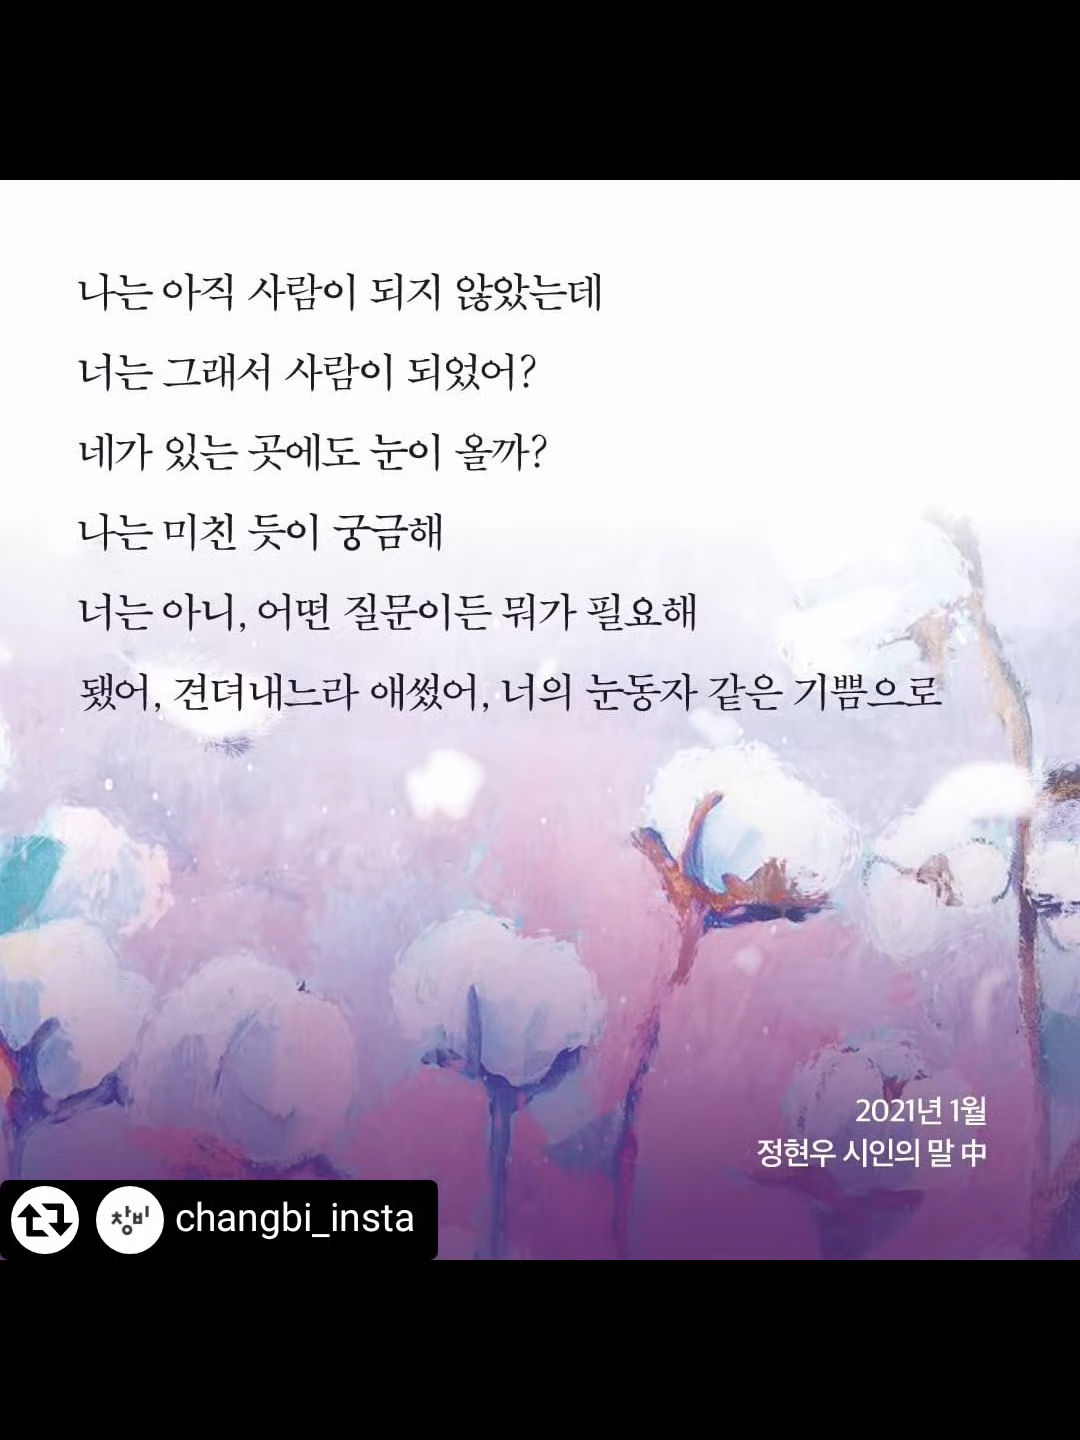 나는 아직 사람이 되지 않았는데
너는 그래서 사람이 되었어?
네가 있는 곳에도 눈이 올까?
나는 미친 듯이 궁금해
너는 아니, 어떤 질문이든 뭐가 필요해
됐어, 견뎌내느라 애썼어, 너의 눈동자 같은 기쁨으로
2021년 1월
정현우 시인의 말 中
창비 changbi_insta